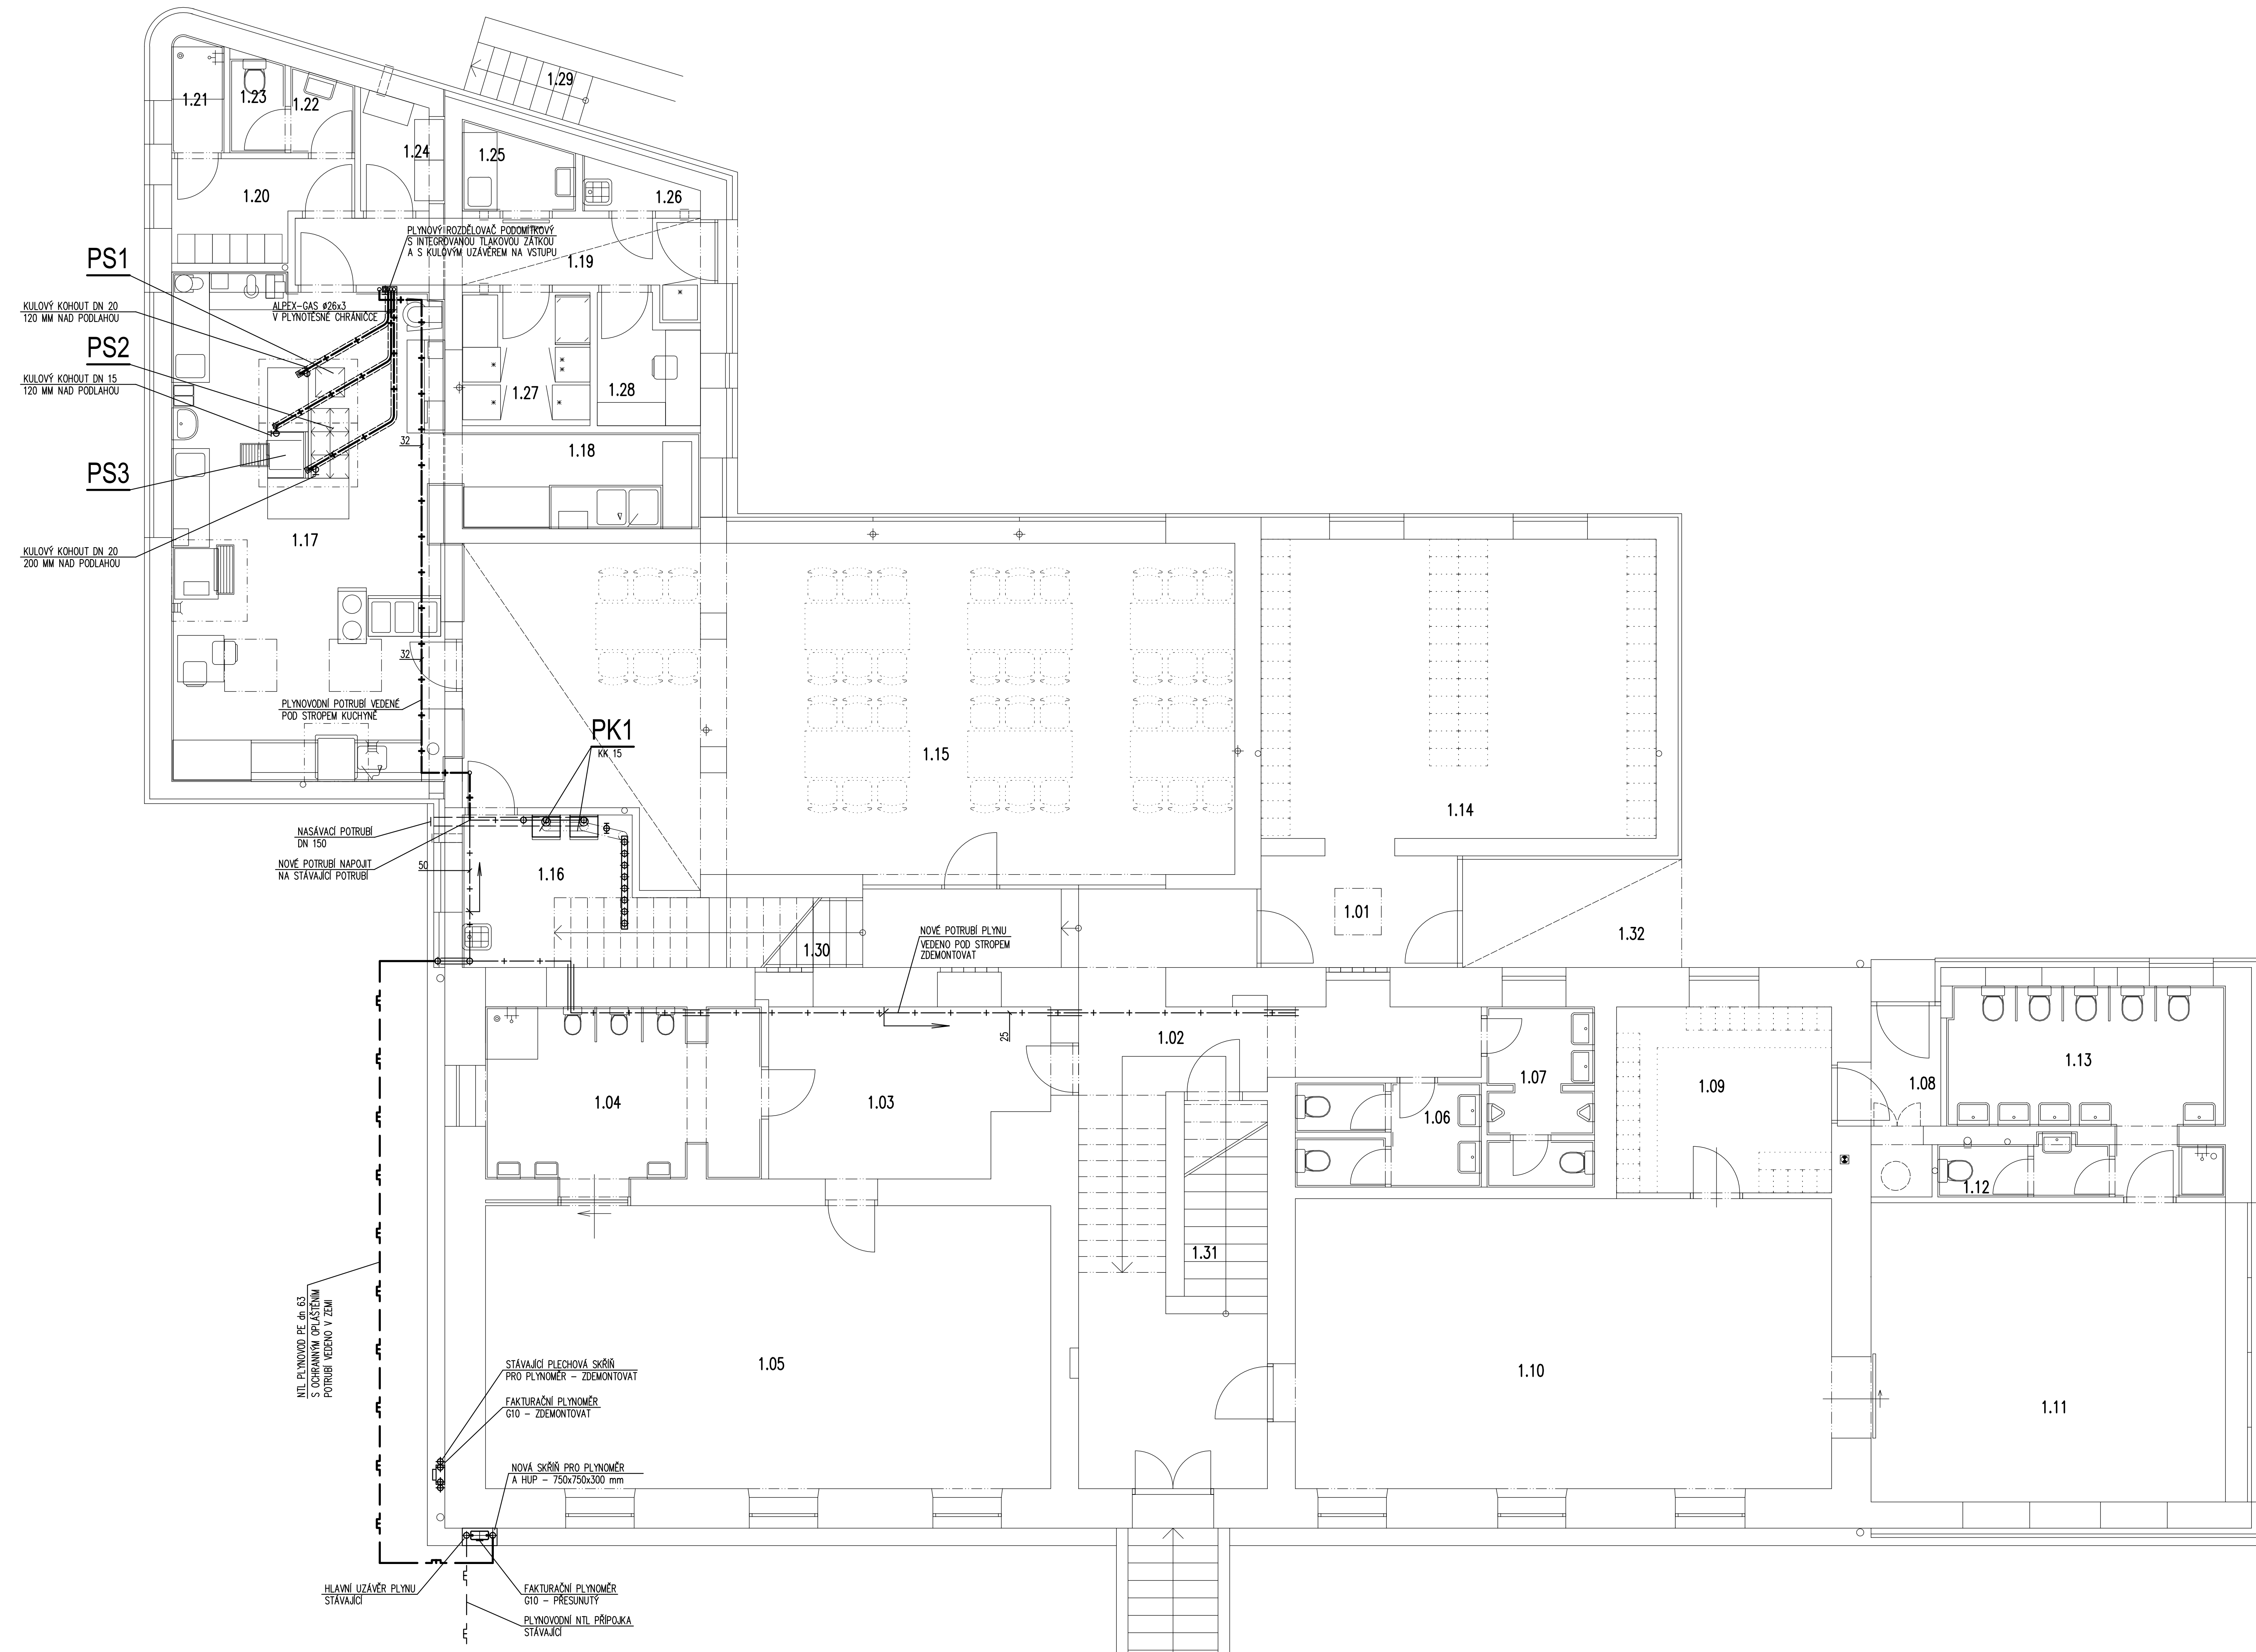 1.29
1.21
1.23
1.22
1.24
1.25
1.26
1.20
PLYNOVÝ ROZDĚLOVAČ PODOMÍTKOVÝ
S INTEGROVANOU TLAKOVOU ZÁTKOU
A S KULOVÝM UZÁVĚREM NA VSTUPU
1.19
PS1
KULOVÝ KOHOUT DN 20
120 MM NAD PODLAHOU
ALPEX-GAS ø26x3
V PLYNOTĚSNÉ CHRÁNIČCE
PS2
KULOVÝ KOHOUT DN 15
120 MM NAD PODLAHOU
1.27
1.28
32
1.18
PS3
1.17
KULOVÝ KOHOUT DN 20
200 MM NAD PODLAHOU
32
PLYNOVODNÍ POTRUBÍ VEDENÉ
POD STROPEM KUCHYNĚ
PK1
KK 15
1.15
1.14
NASÁVACÍ POTRUBÍ
DN 150
NOVÉ POTRUBÍ NAPOJIT
NA STÁVAJÍCÍ POTRUBÍ
50
1.16
1.01
1.30
NOVÉ POTRUBÍ PLYNU
VEDENO POD STROPEM
ZDEMONTOVAT
1.32
25
1.02
1.04
1.03
1.06
1.07
1.09
1.08
1.13
1.12
1.31
NTL PLYNOVOD PE dn 63
S OCHRANNÝM OPLÁŠTĚNÍM
POTRUBÍ VEDENO V ZEMI
1.05
1.10
1.11
STÁVAJÍCÍ PLECHOVÁ SKŘÍŇ
PRO PLYNOMĚR - ZDEMONTOVAT
FAKTURAČNÍ PLYNOMĚR
G10 - ZDEMONTOVAT
NOVÁ SKŘÍŇ PRO PLYNOMĚR
A HUP - 750x750x300 mm
HLAVNÍ UZÁVĚR PLYNU
STÁVAJÍCÍ
FAKTURAČNÍ PLYNOMĚR
G10 - PŘESUNUTÝ
PLYNOVODNÍ NTL PŘÍPOJKA
STÁVAJÍCÍ